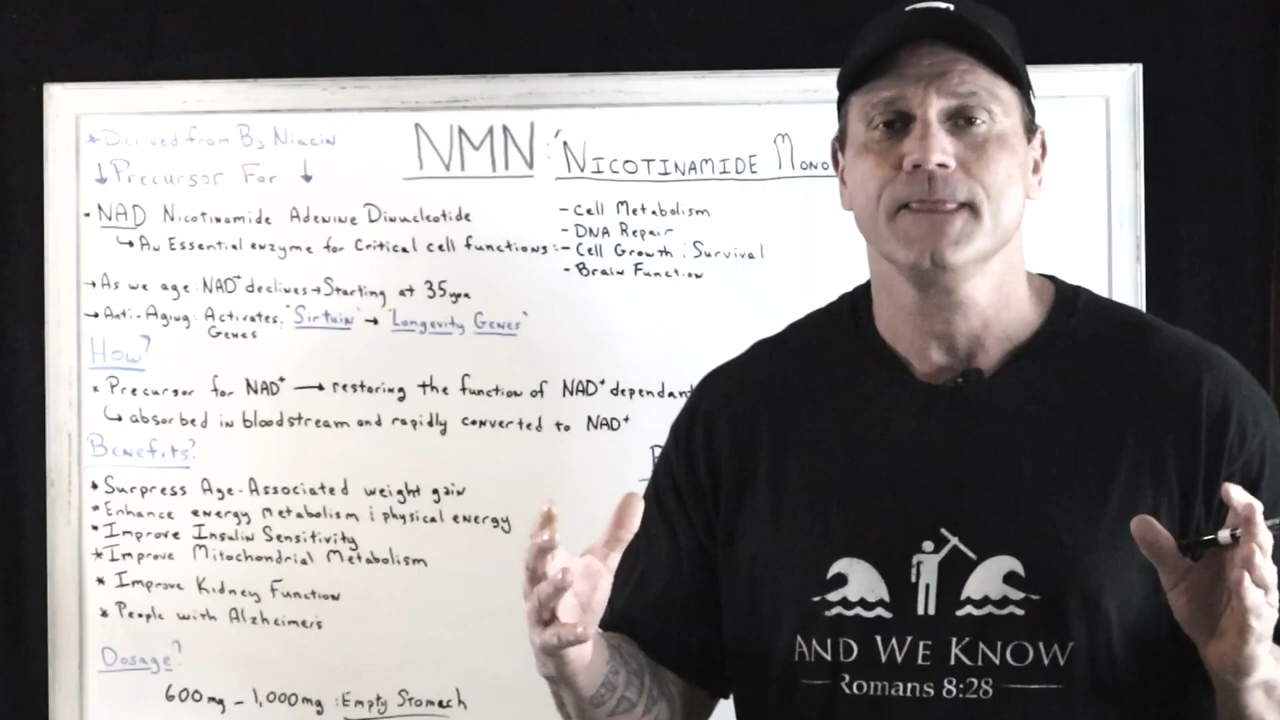 *Derived from B3 Niacin
↓Precursor For ↓
NMN: NICOTINAMIDE MONO
- NAD Nicotinamide Adenine Dinucleotide
↳An Essential enzyme for Critical cell functions:
- Cell Metabolism
- DNA Repair
- Cell Growth ; Survival
- Brain Function
→As we age: NAD+ declines→Starting at 35
→Anti-Aging: Activates "Sirtuin" → "Longevity Genes"
Genes
How?
* Precursor for NAD+ → restoring the function of NAD+ dependant
↳ absorbed in bloodstream and rapidly converted to NAD+
Benefits?
* Surpress Age-Associated weight gain
* Enhance energy Metabolism ; physical energy
* Improve Insulin Sensitivity
* Improve Mitochondrial Metabolism
* Improve Kidney Function
* People with Alzheimers
Dosage?
600mg - 1,000mg : Empty Stomach
AND WE KNOW
Romans 8:28